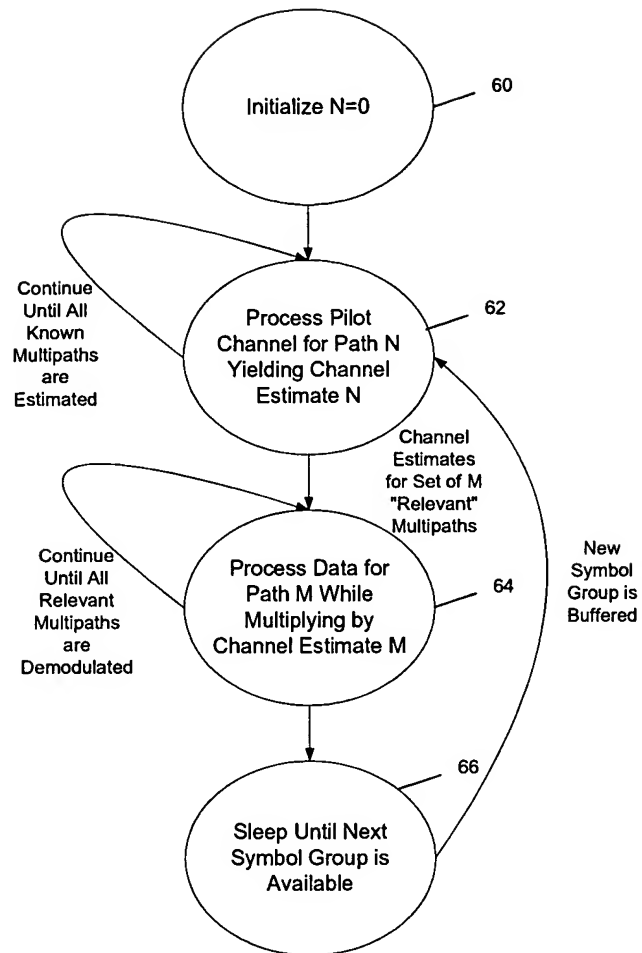 Initialize N=0
60
Continue
Until All
Known
Multipaths
are
Estimated
Process Pilot
Channel for Path N
Yielding Channel
Estimate N
62
Channel
Estimates
for Set of M
"Relevant"
Multipaths
Continue
Until All
Relevant
Multipaths
are
Demodulated
Process Data for
Path M While
Multiplying by
Channel Estimate M
64
New
Symbol
Group is
Buffered
66
Sleep Until Next
Symbol Group is
Available